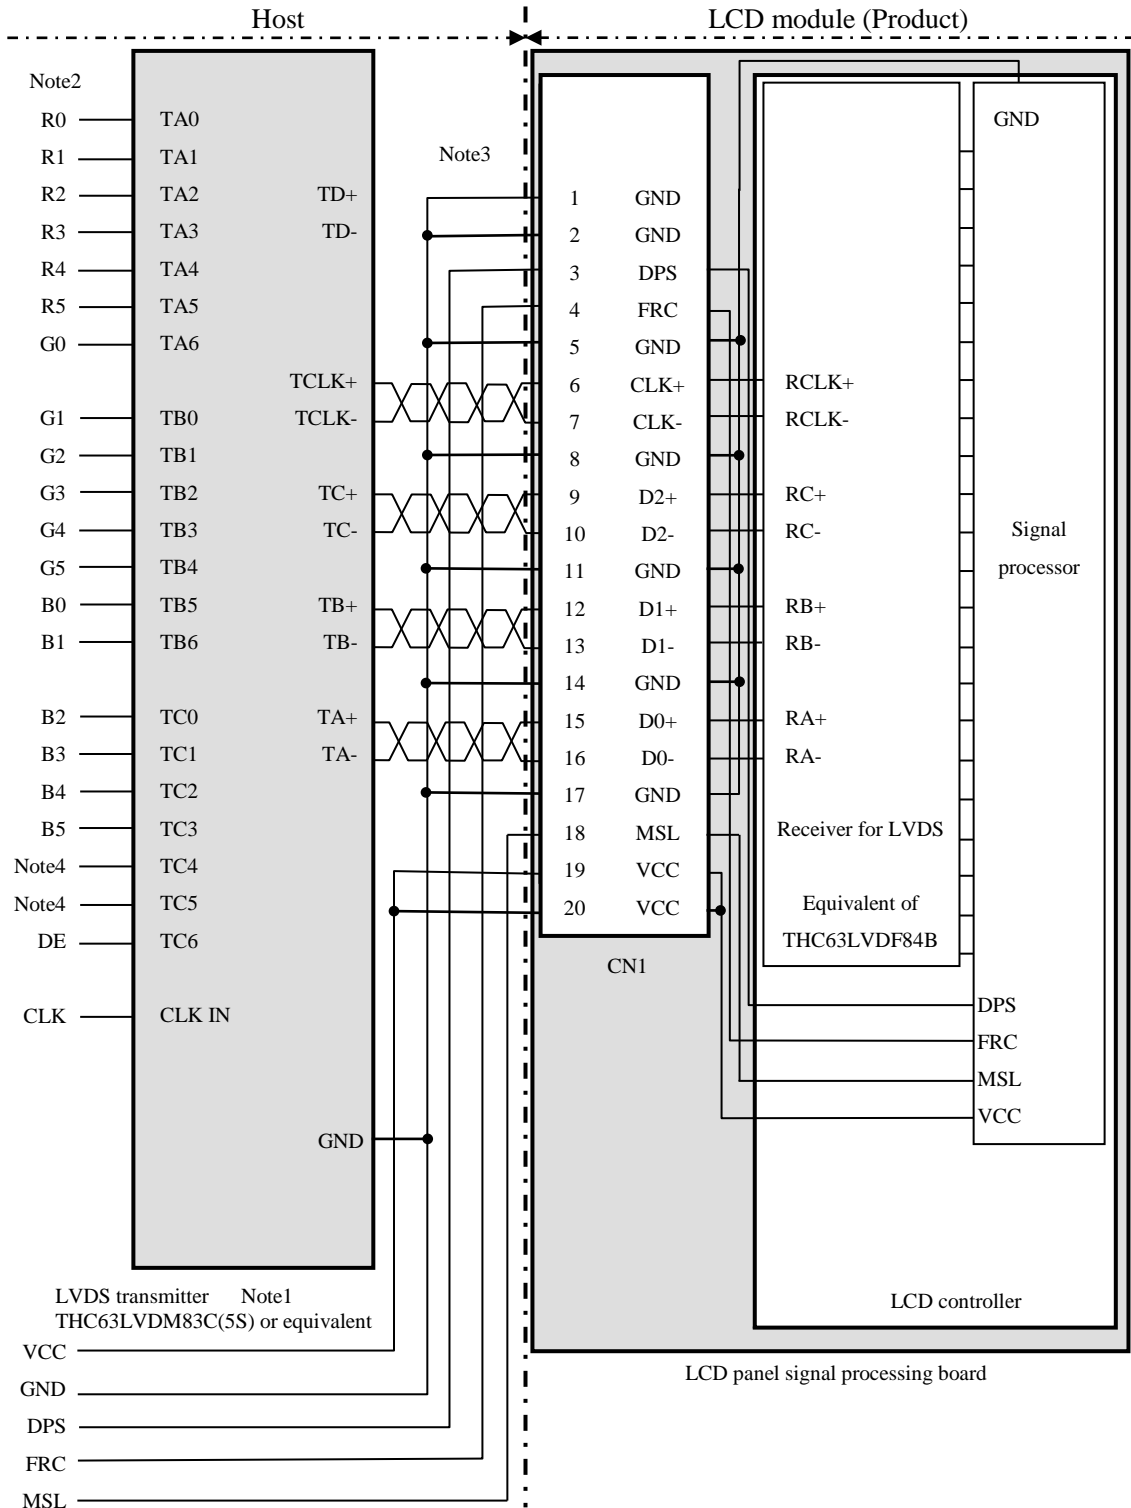 Host
LCD module (Product)
Note2
R0 TA0
R1 TA1
R2 TA2 TD+
R3 TA3 TD-
R4 TA4
R5 TA5
G0 TA6
TCLK+
G1 TB0 TCLK-
G2 TB1
G3 TB2 TC+
G4 TB3 TC-
G5 TB4
B0 TB5 TB+
B1 TB6 TB-
B2 TC0 TA+
B3 TC1 TA-
B4 TC2
B5 TC3
Note4 TC4
Note4 TC5
DE TC6
CLK CLK IN
GND
LVDS transmitter Note1
THC63LVDM83C(5S) or equivalent
VCC
GND
DPS
FRC
MSL
Note3
1 GND
2 GND
3 DPS
4 FRC
5 GND
6 CLK+
7 CLK-
8 GND
9 D2+
10 D2-
11 GND
12 D1+
13 D1-
14 GND
15 D0+
16 D0-
17 GND
18 MSL
19 VCC
20 VCC
CN1
RCLK+
RCLK-
RC+
RC-
RB+
RB-
RA+
RA-
Receiver for LVDS
Equivalent of
THC63LVDF84B
GND
Signal
processor
DPS
FRC
MSL
VCC
LCD controller
LCD panel signal processing board